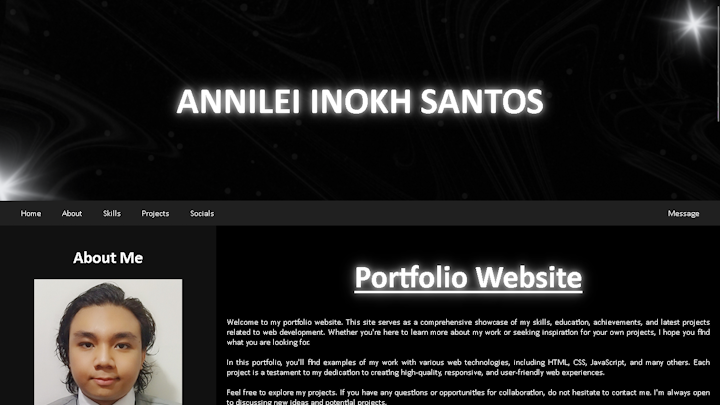 ANNILEI INOKH SANTOS
Home About Skills Projects Socials Message
About Me
Portfolio Website
Welcome to my portfolio website. This site serves as a comprehensive showcase of my skills, education, achievements, and latest projects
related to web development. Whether you're here to learn more about my work or seeking inspiration for your own projects, I hope you find
what you are looking for.
In this portfolio, you'll find examples of my work with various web technologies, including HTML, CSS, JavaScript, and many others. Each
project is a testament to my dedication to creating high-quality, responsive, and user-friendly web experiences.
Feel free to explore my projects. If you have any questions or opportunities for collaboration, do not hesitate to contact me. I'm always open
to discussing new ideas and potential projects.